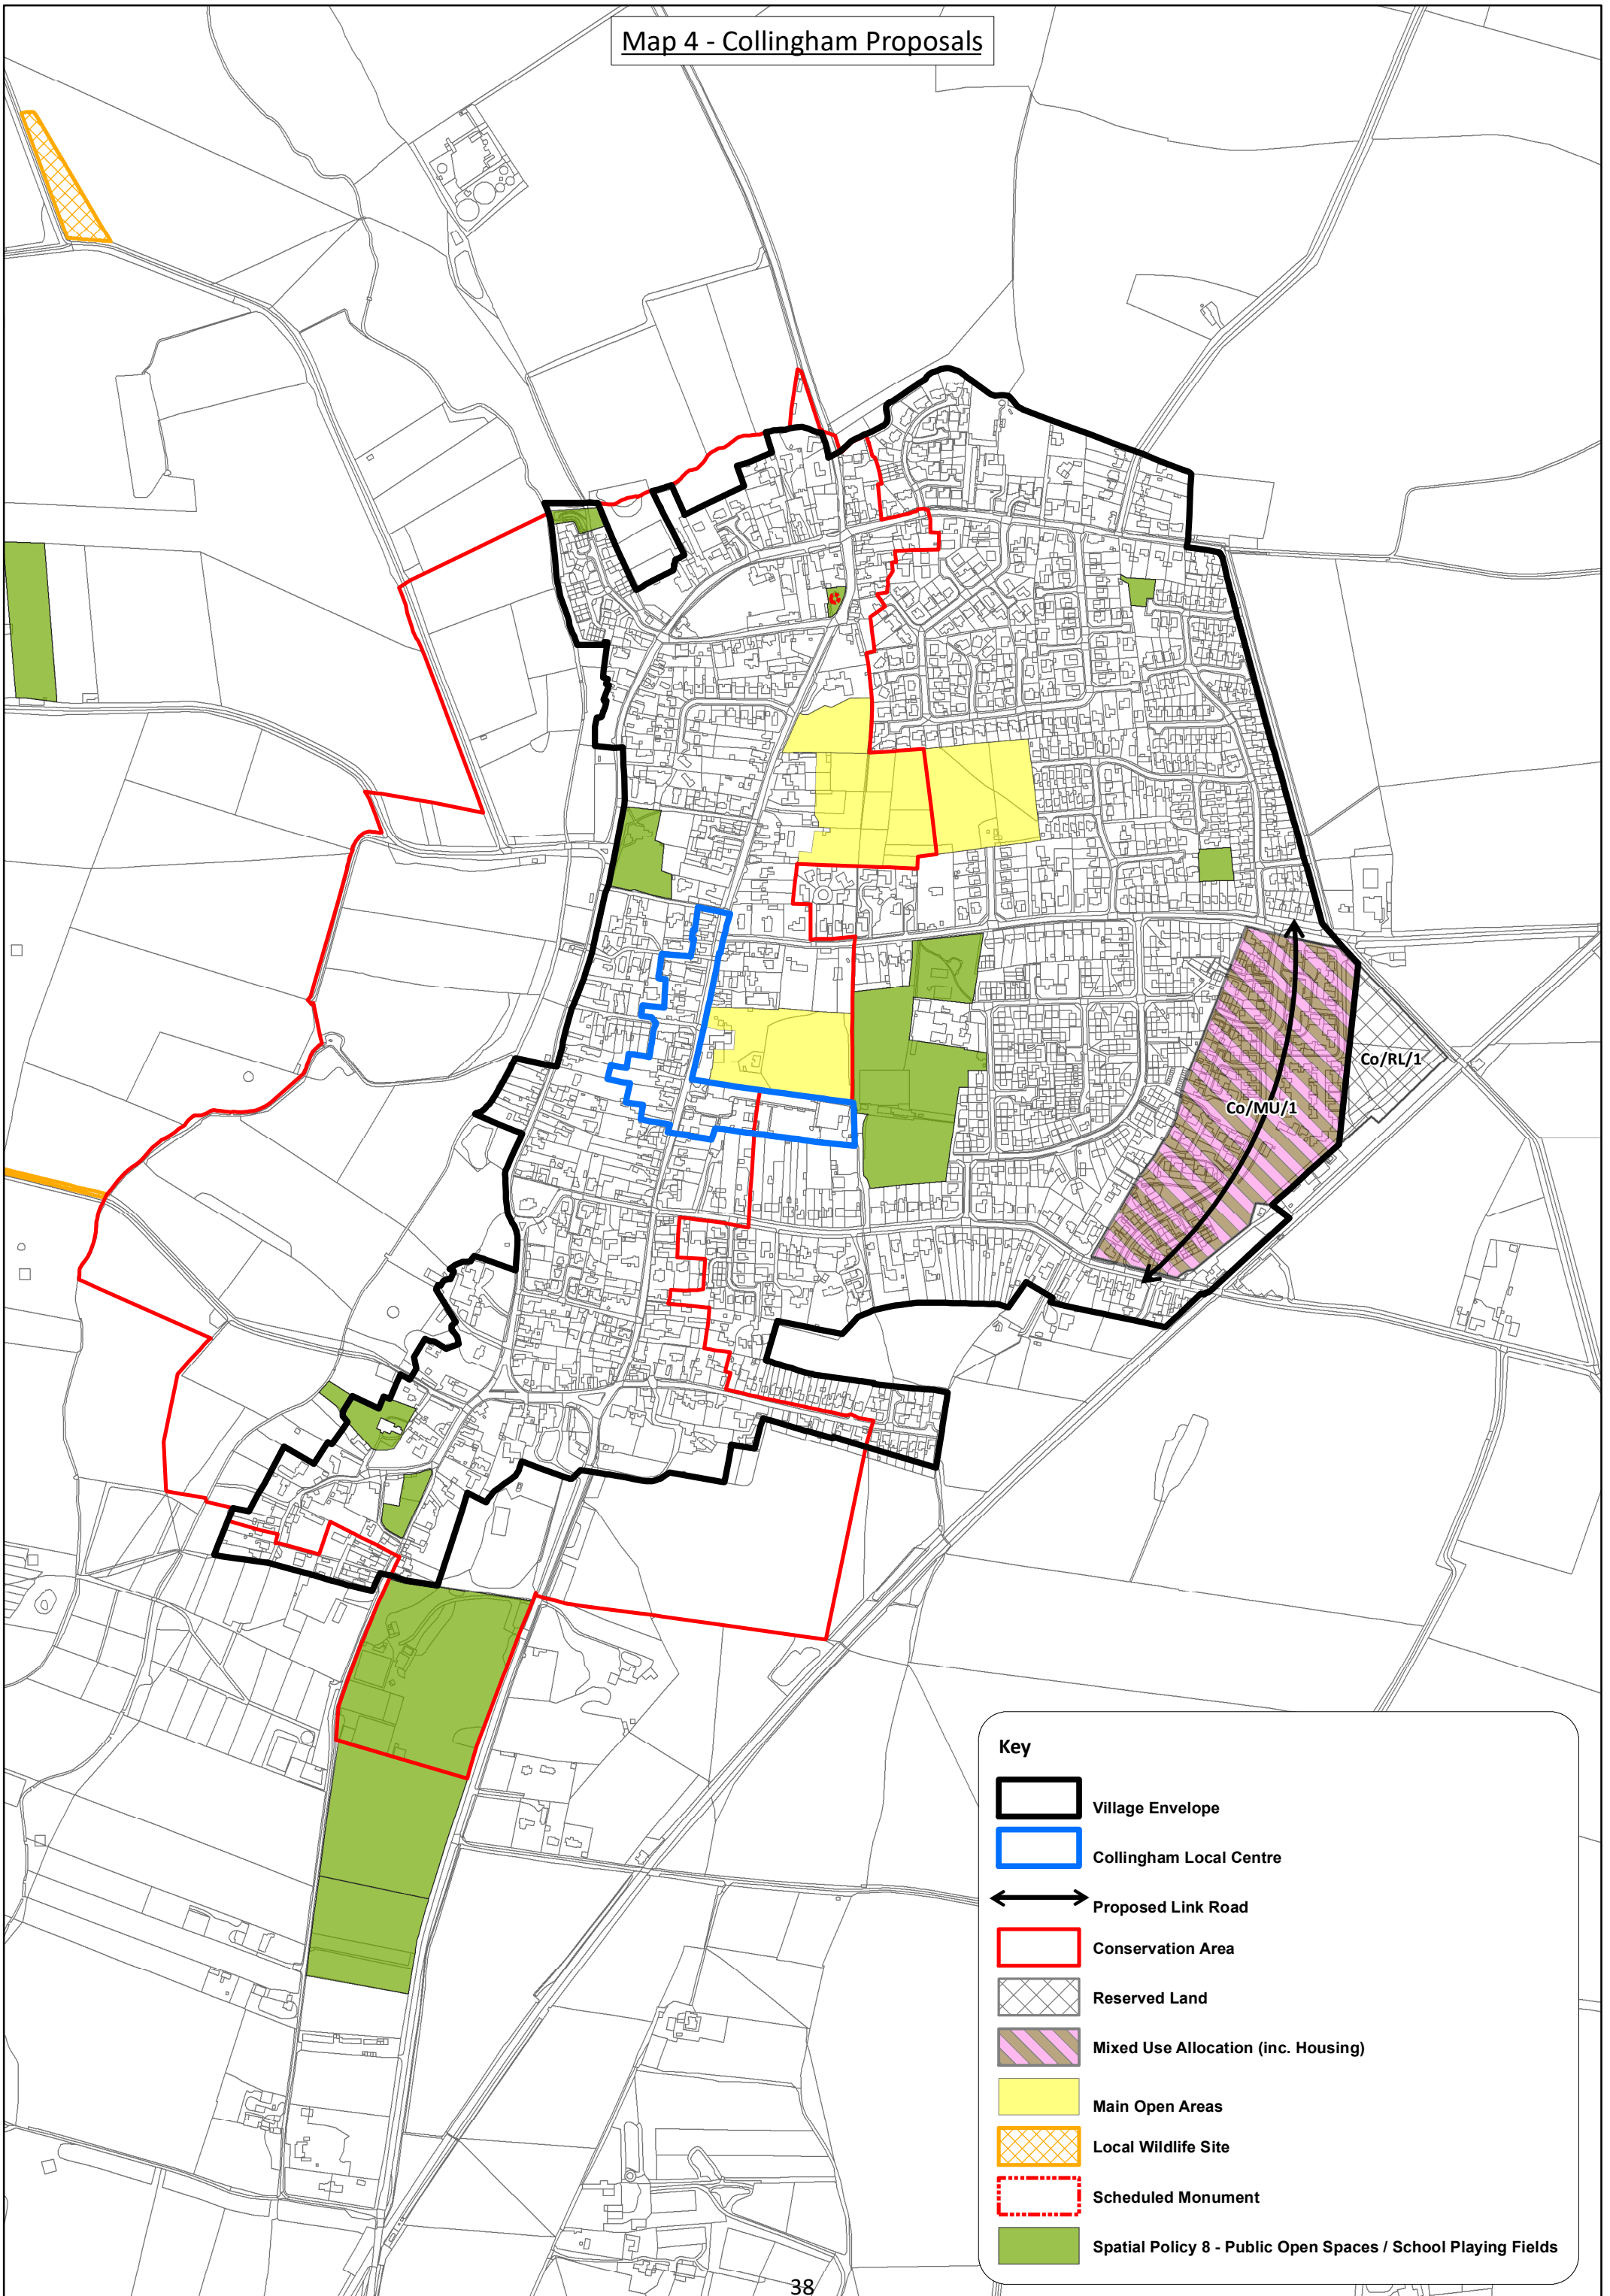 Map 4 - Collingham Proposals
Co/RL/1
Co/MU/1
Key
Village Envelope
Collingham Local Centre
Proposed Link Road
Conservation Area
Reserved Land
Mixed Use Allocation (inc. Housing)
Main Open Areas
Local Wildlife Site
Scheduled Monument
Spatial Policy 8 - Public Open Spaces / School Playing Fields
38